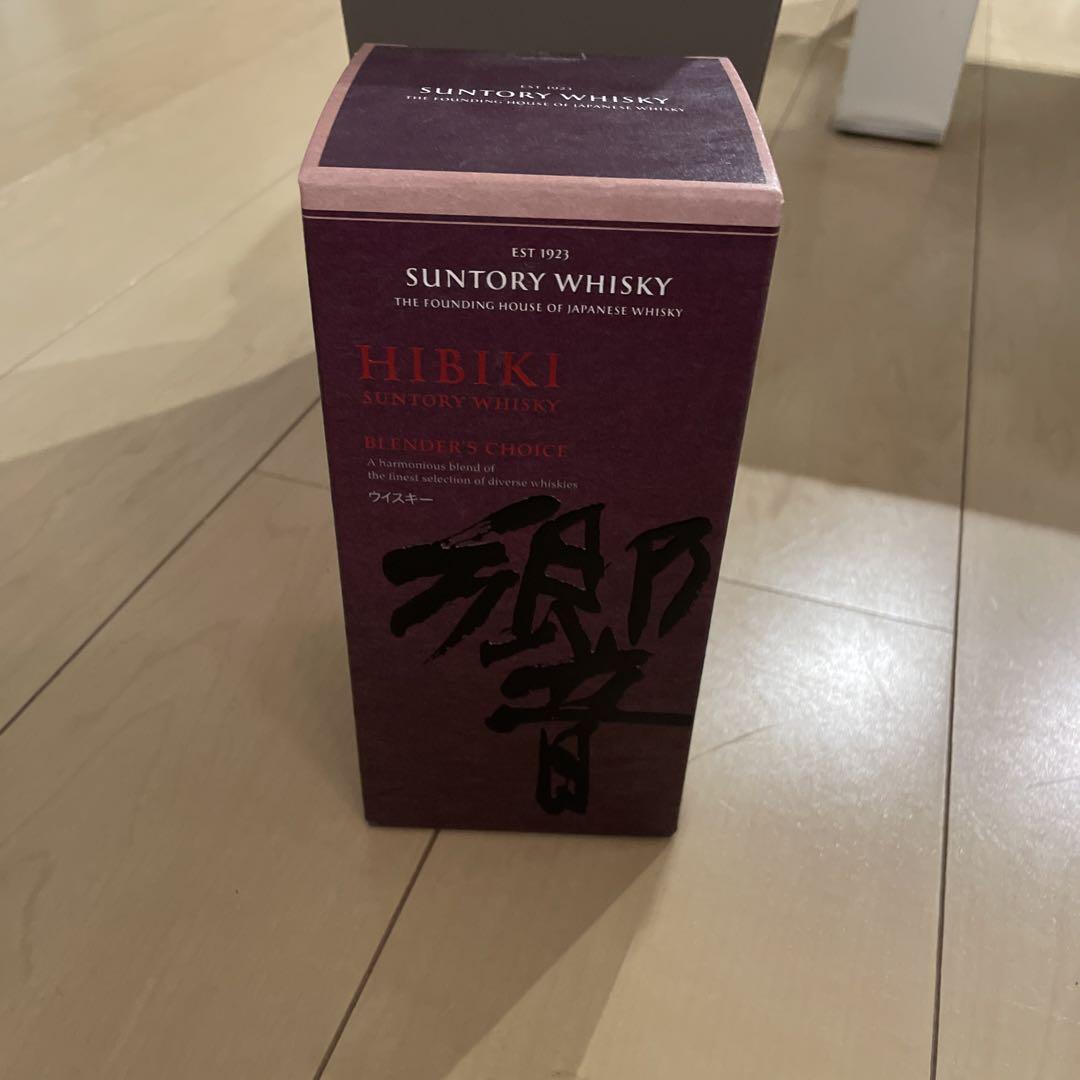 EST 1923
SUNTORY WHISKY
THE FOUNDING HOUSE OF JAPANESE WHISKY
EST 1923
SUNTORY WHISKY
THE FOUNDING HOUSE OF JAPANESE WHISKY
HIBIKI
SUNTORY WHISKY
BLENDER'S CHOICE
A harmonious blend of
the finest selection of diverse whiskies
ウイスキー
響